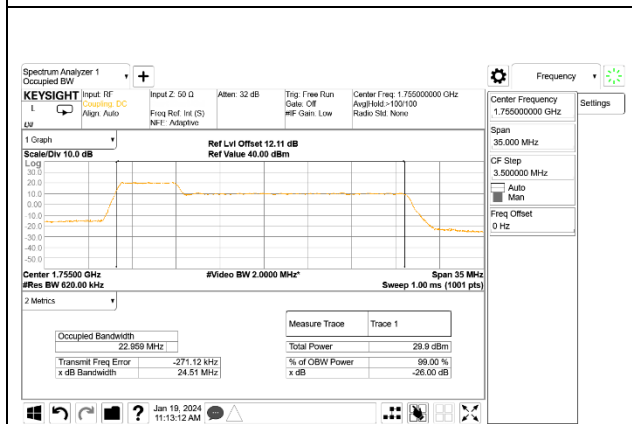 Spectrum Analyzer 1
Occupied BW
+
Frequency
KEYSIGHT Input: RF Input Z: 50 Ω Atten: 32 dB Trig: Free Run Center Freq: 1.755000000 GHz
Coupling: DC Gate: Off Avg|Hold:>100/100
Align: Auto Freq Ref: Int (S) #IF Gain: Low Radio Std: None
NFE: Adaptive
Center Frequency
1.755000000 GHz
Settings
Span
35.000 MHz
CF Step
3.500000 MHz
Auto
Man
Freq Offset
0 Hz
1 Graph
Ref Lvl Offset 12.11 dB
Scale/Div 10.0 dB Ref Value 40.00 dBm
Log
30.0
20.0
10.0
0.00
-10.0
-20.0
-30.0
-40.0
-50.0
Center 1.75500 GHz #Video BW 2.0000 MHz* Span 35 MHz
#Res BW 620.00 kHz Sweep 1.00 ms (1001 pts)
2 Metrics
Measure Trace Trace 1
Occupied Bandwidth
22.959 MHz
Total Power 29.9 dBm
Transmit Freq Error -271.12 kHz % of OBW Power 99.00 %
x dB Bandwidth 24.51 MHz x dB -26.00 dB
?
Jan 19, 2024
11:13:12 AM